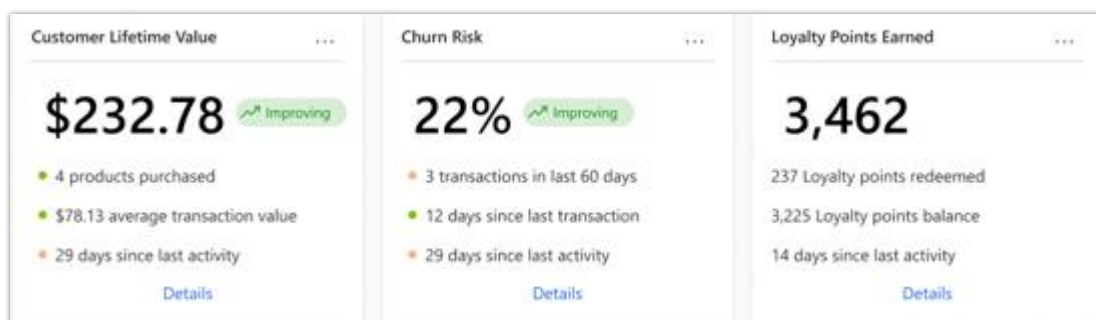 Customer Lifetime Value ...
$232.78 Improving
4 products purchased
$78.13 average transaction value
29 days since last activity
Details
Churn Risk ...
22% Improving
3 transactions in last 60 days
12 days since last transaction
29 days since last activity
Details
Loyalty Points Earned ...
3,462
237 Loyalty points redeemed
3,225 Loyalty points balance
14 days since last activity
Details